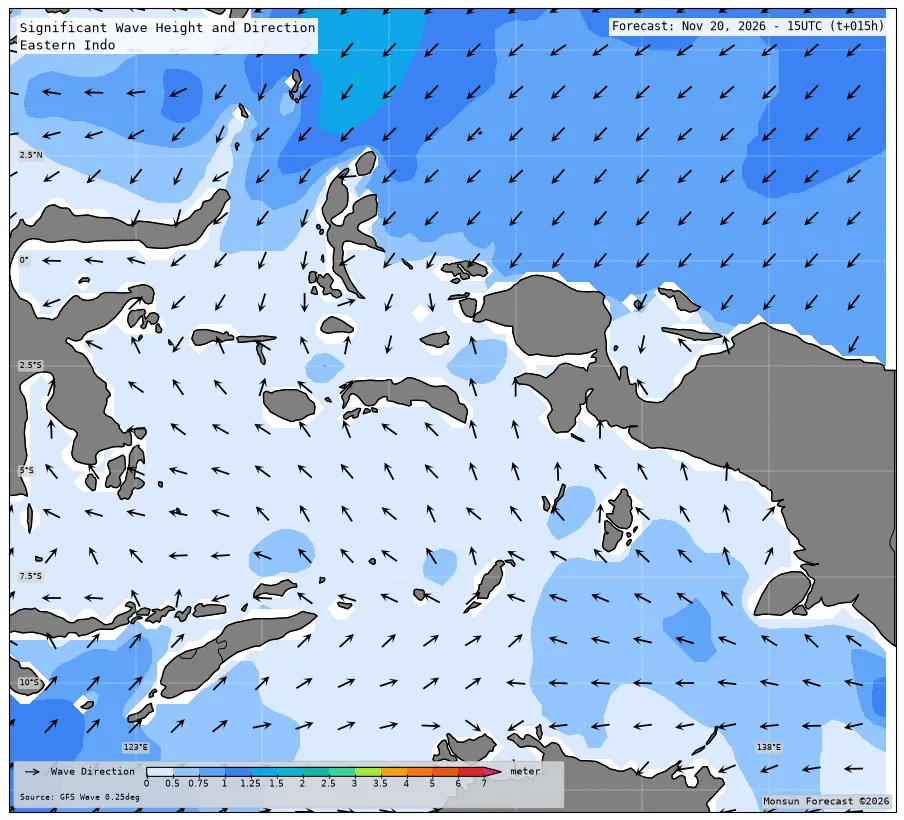 Significant Wave Height and Direction
Eastern Indo
Forecast: Nov 20, 2026 - 15UTC (t+015h)
2.5°N
0°
2.5°S
5°S
7.5°S
10°S
123°E
138°E
Wave Direction
meter
0 0.5 0.75 1 1.25 1.5 2 2.5 3 3.5 4 5 6 7
Source: GFS Wave 0.25deg
Monsun Forecast ©2026